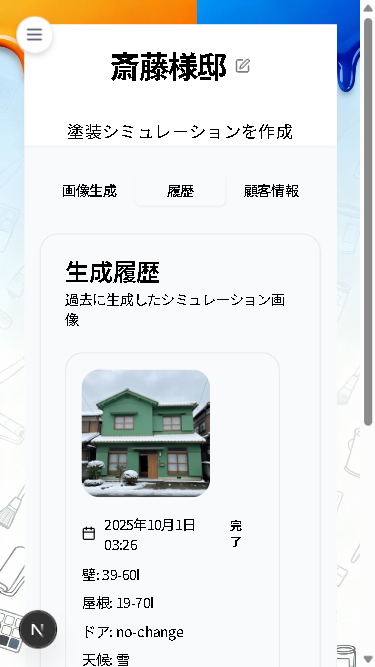 斎藤様邸
塗装シミュレーションを作成
画像生成 履歴 顧客情報
生成履歴
過去に生成したシミュレーション画
像
2025年10月1日 完
03:26 了
壁: 39-60l
屋根: 19-70l
ドア: no-change
天候: 雪
N